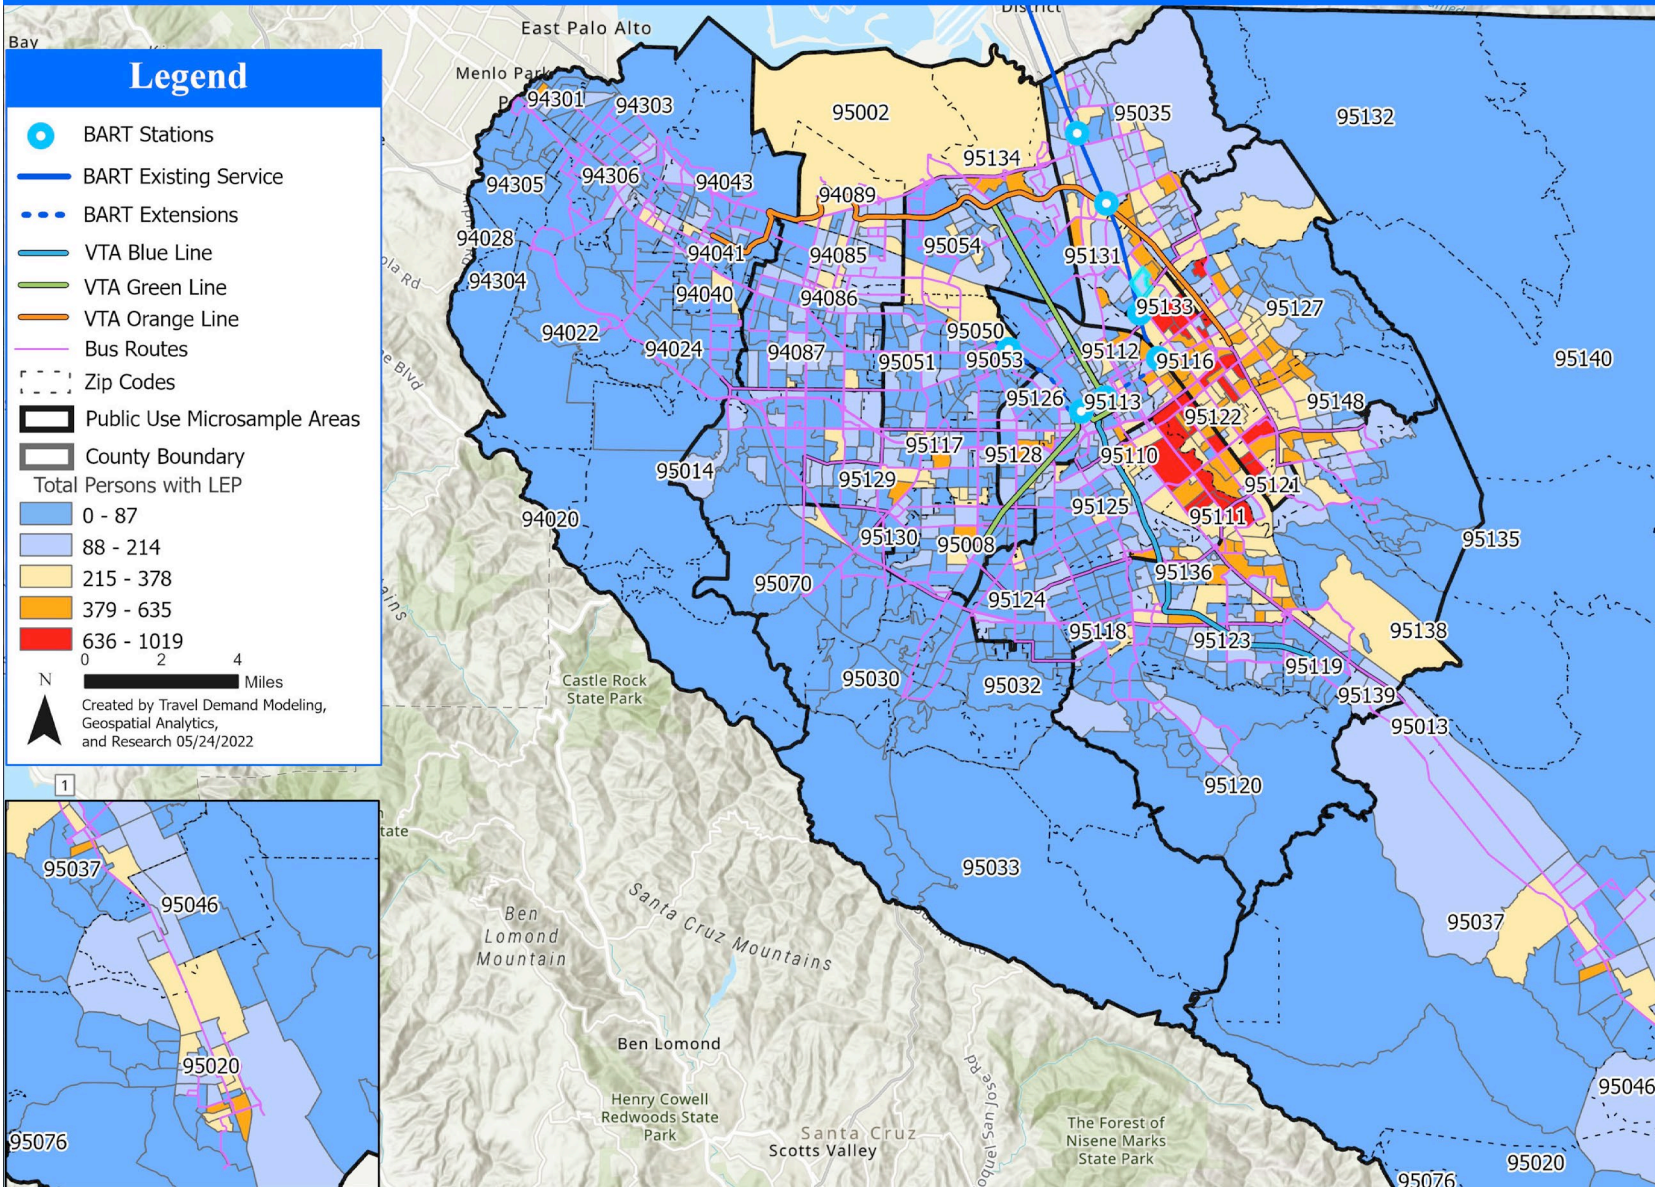 Legend
BART Stations
BART Existing Service
BART Extensions
VTA Blue Line
VTA Green Line
VTA Orange Line
Bus Routes
Zip Codes
Public Use Microsample Areas
County Boundary
Total Persons with LEP
0 - 87
88 - 214
215 - 378
379 - 635
636 - 1019
0 2 4
Miles
N
Created by Travel Demand Modeling,
Geospatial Analytics,
and Research 05/24/2022
Bay
East Palo Alto
District
Menlo Park
94301
94303
95002
95035
95132
95134
94305
94306
94043
94089
94028
94041
94085
95054
95131
94304
94040
94086
95133
95127
94022
94024
94087
95051
95050
95053
95112
95116
95140
95126
95113
95122
95148
95014
95117
95128
95110
95129
95121
94020
95125
95111
95130
95008
95135
95070
95136
95124
95118
95123
95138
95119
95030
95032
95139
95013
95120
95033
95037
95046
95020
95076
Castle Rock
State Park
Santa Cruz Mountains
Ben
Lomond
Mountain
Ben Lomond
Henry Cowell
Redwoods State
Park
Santa Cruz
Scotts Valley
The Forest of
Nisene Marks
State Park
1
95037
95046
95020
95076